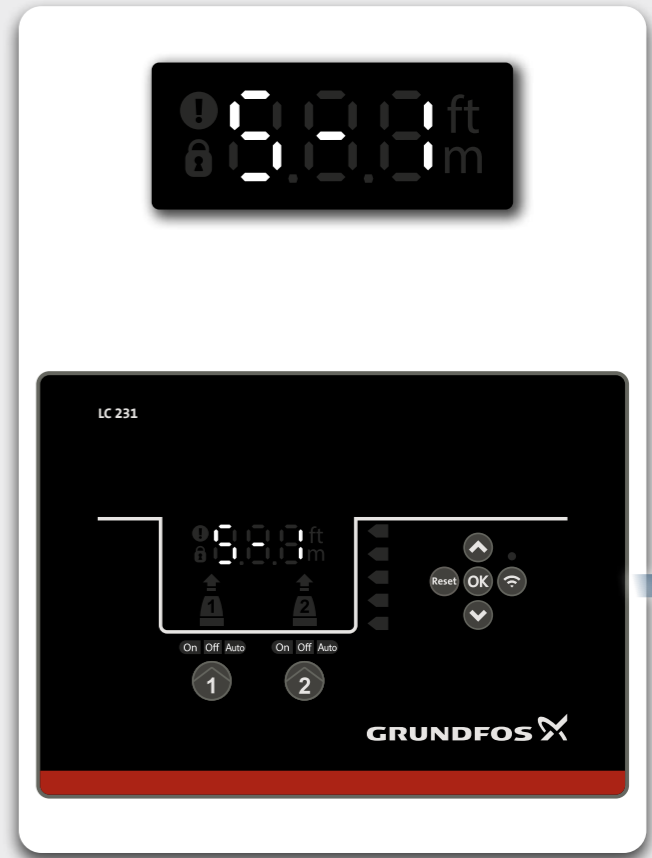 S - 1 ft
m
LC 231
S - 1 ft
m
1 2
Reset OK
On Off Auto On Off Auto
1 2
GRUNDFOS